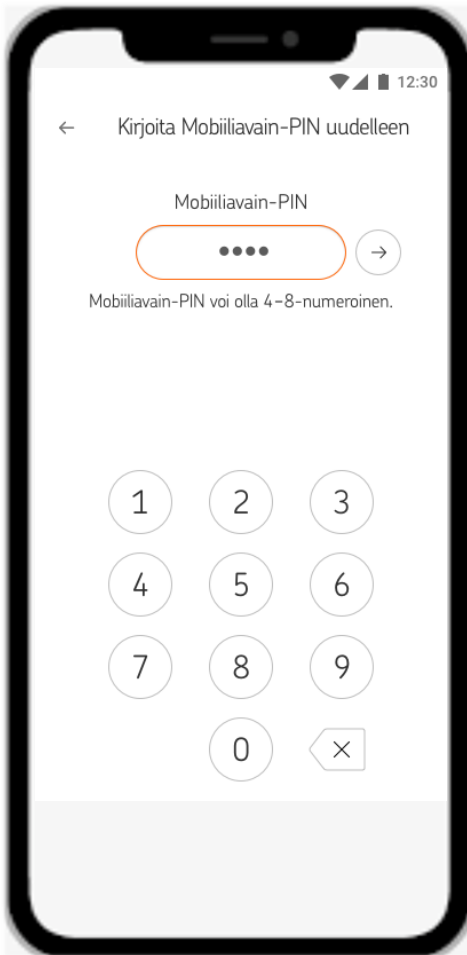 12:30
Kirjoita Mobiiliavain-PIN uudelleen
Mobiiliavain-PIN
Mobiiliavain-PIN voi olla 4-8-numeroinen.
1 2 3
4 5 6
7 8 9
0